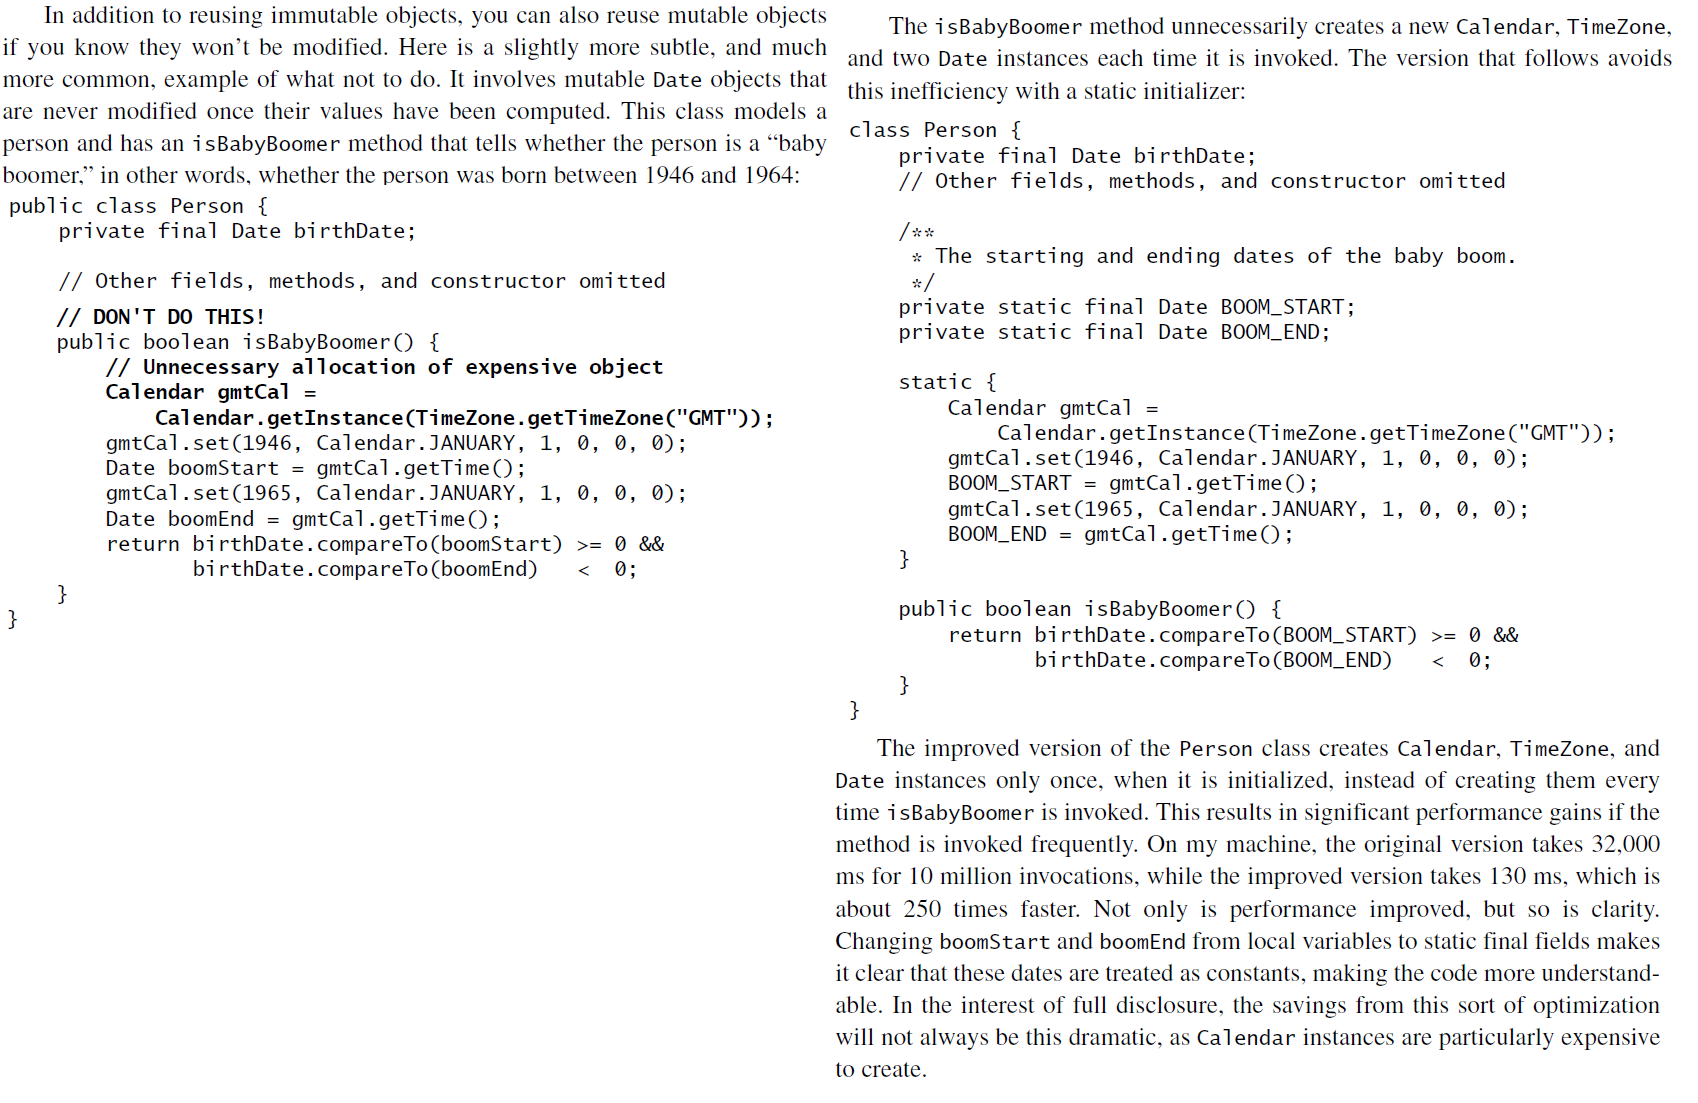 In addition to reusing immutable objects, you can also reuse mutable objects
if you know they won’t be modified. Here is a slightly more subtle, and much
more common, example of what not to do. It involves mutable Date objects that
are never modified once their values have been computed. This class models a
person and has an isBabyBoomer method that tells whether the person is a “baby
boomer,” in other words, whether the person was born between 1946 and 1964:
public class Person {
    private final Date birthDate;
    // Other fields, methods, and constructor omitted
    // DON'T DO THIS!
    public boolean isBabyBoomer() {
        // Unnecessary allocation of expensive object
        Calendar gmtCal =
            Calendar.getInstance(TimeZone.getTimeZone("GMT"));
        gmtCal.set(1946, Calendar.JANUARY, 1, 0, 0, 0);
        Date boomStart = gmtCal.getTime();
        gmtCal.set(1965, Calendar.JANUARY, 1, 0, 0, 0);
        Date boomEnd = gmtCal.getTime();
        return birthDate.compareTo(boomStart) >= 0 &&
               birthDate.compareTo(boomEnd)   <  0;
    }
}
The isBabyBoomer method unnecessarily creates a new Calendar, TimeZone,
and two Date instances each time it is invoked. The version that follows avoids
this inefficiency with a static initializer:
class Person {
    private final Date birthDate;
    // Other fields, methods, and constructor omitted
    /**
     * The starting and ending dates of the baby boom.
     */
    private static final Date BOOM_START;
    private static final Date BOOM_END;
    static {
        Calendar gmtCal =
            Calendar.getInstance(TimeZone.getTimeZone("GMT"));
        gmtCal.set(1946, Calendar.JANUARY, 1, 0, 0, 0);
        BOOM_START = gmtCal.getTime();
        gmtCal.set(1965, Calendar.JANUARY, 1, 0, 0, 0);
        BOOM_END = gmtCal.getTime();
    }
    public boolean isBabyBoomer() {
        return birthDate.compareTo(BOOM_START) >= 0 &&
               birthDate.compareTo(BOOM_END)   <  0;
    }
}
The improved version of the Person class creates Calendar, TimeZone, and
Date instances only once, when it is initialized, instead of creating them every
time isBabyBoomer is invoked. This results in significant performance gains if the
method is invoked frequently. On my machine, the original version takes 32,000
ms for 10 million invocations, while the improved version takes 130 ms, which is
about 250 times faster. Not only is performance improved, but so is clarity.
Changing boomStart and boomEnd from local variables to static final fields makes
it clear that these dates are treated as constants, making the code more understand-
able. In the interest of full disclosure, the savings from this sort of optimization
will not always be this dramatic, as Calendar instances are particularly expensive
to create.